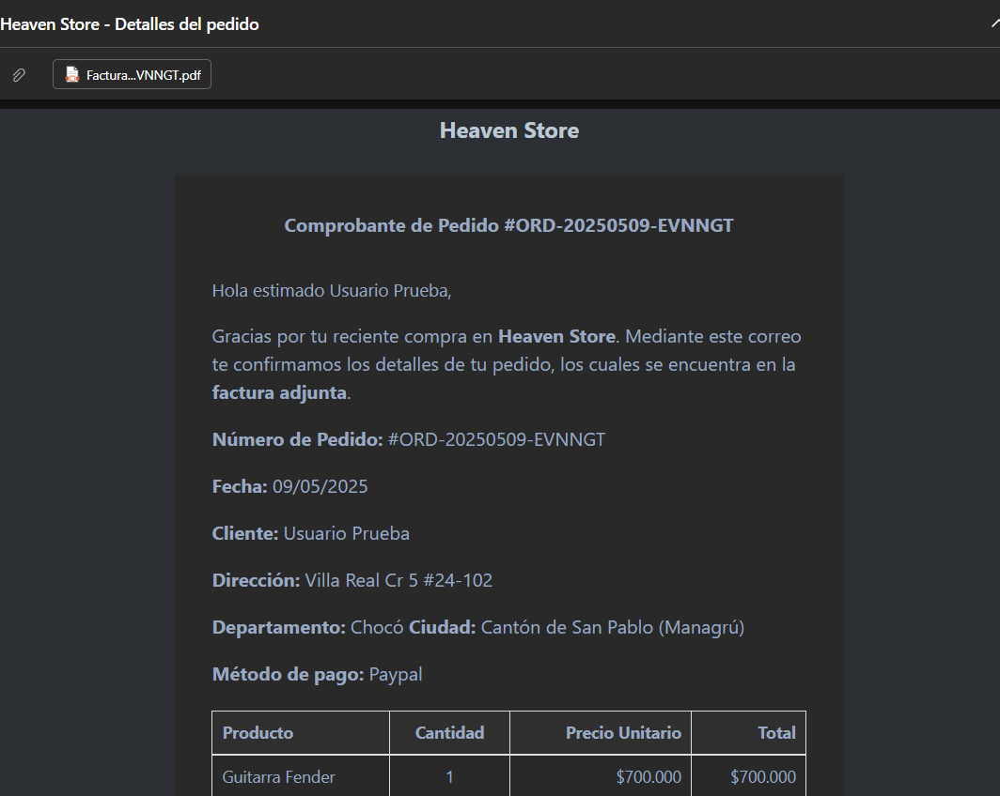 Heaven Store - Detalles del pedido
Factura...VNNGT.pdf
Heaven Store
Comprobante de Pedido #ORD-20250509-EVNNGT
Hola estimado Usuario Prueba,
Gracias por tu reciente compra en Heaven Store. Mediante este correo
te confirmamos los detalles de tu pedido, los cuales se encuentra en la
factura adjunta.
Número de Pedido: #ORD-20250509-EVNNGT
Fecha: 09/05/2025
Cliente: Usuario Prueba
Dirección: Villa Real Cr 5 #24-102
Departamento: Chocó Ciudad: Cantón de San Pablo (Managrú)
Método de pago: Paypal
Producto Cantidad Precio Unitario Total
Guitarra Fender 1 $700.000 $700.000